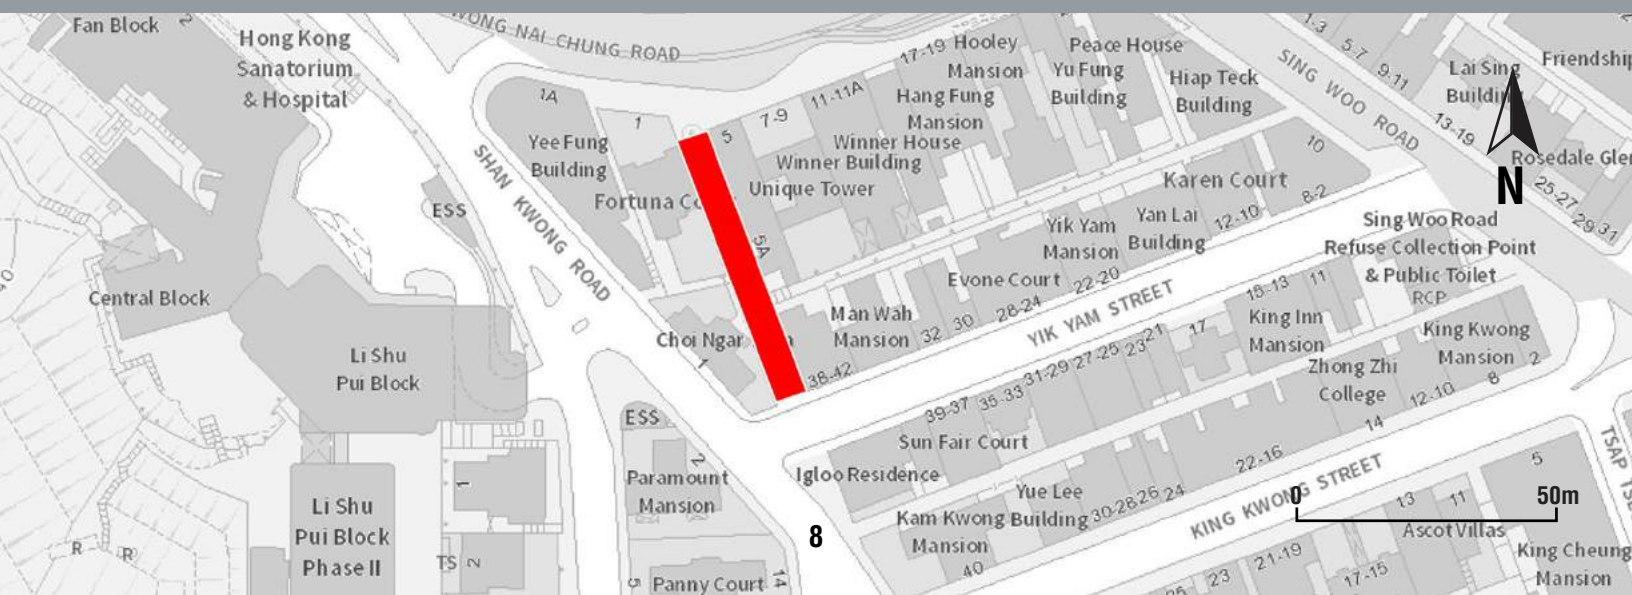 Fan Block
2
Hong Kong
Sanatorium
& Hospital
WONG NAI CHUNG ROAD
17-19
Hooley
Mansion
Peace House
Yu Fung
Building
Hiap Teck
Building
SING WOO ROAD
1-3
5-7
9-11
13-19
Lai Sing
Building
Friendship
Rosedale Glen
25-27
29
31
N
1A
1
5
7-9
11-11A
Hang Fung
Mansion
Winner House
Winner Building
Unique Tower
Yee Fung
Building
Fortuna Co
5A
SHAN KWONG ROAD
ESS
Karen Court
10
8-2
12-10
Yan Lai
Building
Yik Yam
Mansion
22-20
Evone Court
28-24
30
32
Man Wah
Mansion
38-42
Choi Ngar
1
YIK YAM STREET
Sing Woo Road
Refuse Collection Point
& Public Toilet
RCP
15-13
11
King Inn
Mansion
17
21
23
27-25
31-29
35-33
39-37
King Kwong
Mansion
2
8
Zhong Zhi
College
12-10
14
Sun Fair Court
Igloo Residence
22-16
Yue Lee
Building
30-28
26
24
Kam Kwong
Mansion
40
KING KWONG STREET
0
50m
5
13
11
Ascot Villas
King Cheung
Mansion
21-19
17-15
23
25
TSAP TSE
40
Central Block
Li Shu
Pui Block
ESS
2
Paramount
Mansion
8
Li Shu
Pui Block
Phase II
1
TS
2
5
Panny Court
14
R
R